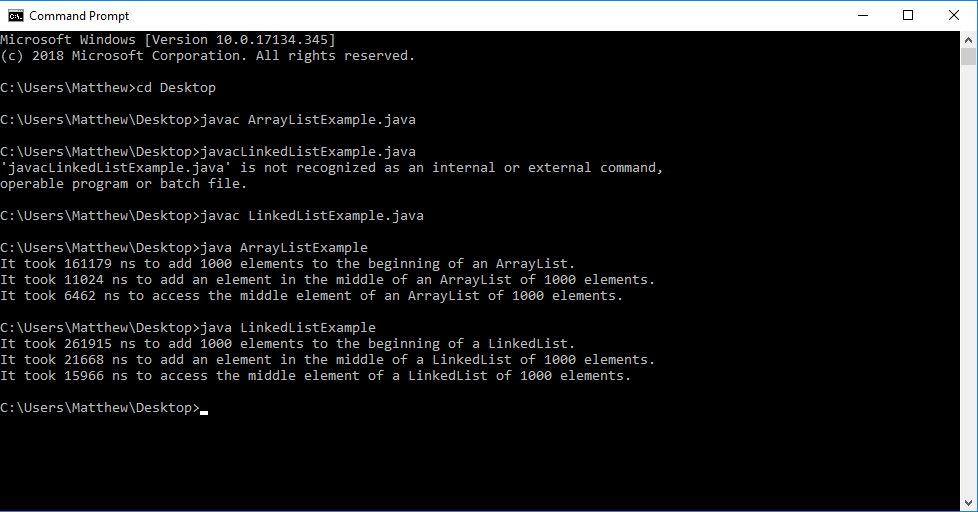 Command Prompt
Microsoft Windows [Version 10.0.17134.345]
(c) 2018 Microsoft Corporation. All rights reserved.
C:\Users\Matthew>cd Desktop
C:\Users\Matthew\Desktop>javac ArrayListExample.java
C:\Users\Matthew\Desktop>javacLinkedListExample.java
'javacLinkedListExample.java' is not recognized as an internal or external command,
operable program or batch file.
C:\Users\Matthew\Desktop>javac LinkedListExample.java
C:\Users\Matthew\Desktop>java ArrayListExample
It took 161179 ns to add 1000 elements to the beginning of an ArrayList.
It took 11024 ns to add an element in the middle of an ArrayList of 1000 elements.
It took 6462 ns to access the middle element of an ArrayList of 1000 elements.
C:\Users\Matthew\Desktop>java LinkedListExample
It took 261915 ns to add 1000 elements to the beginning of a LinkedList.
It took 21668 ns to add an element in the middle of a LinkedList of 1000 elements.
It took 15966 ns to access the middle element of a LinkedList of 1000 elements.
C:\Users\Matthew\Desktop>